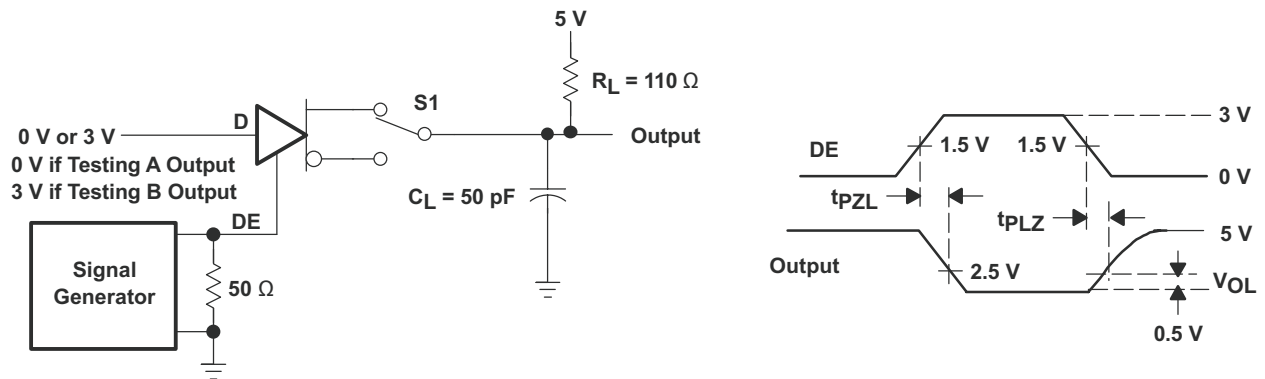 5 V
R_L = 110 Ω
S1
D
0 V or 3 V
0 V if Testing A Output
3 V if Testing B Output
Output
C_L = 50 pF
DE
Signal
Generator
50 Ω
3 V
DE
1.5 V
1.5 V
0 V
t_PZL
t_PLZ
5 V
Output
2.5 V
V_OL
0.5 V